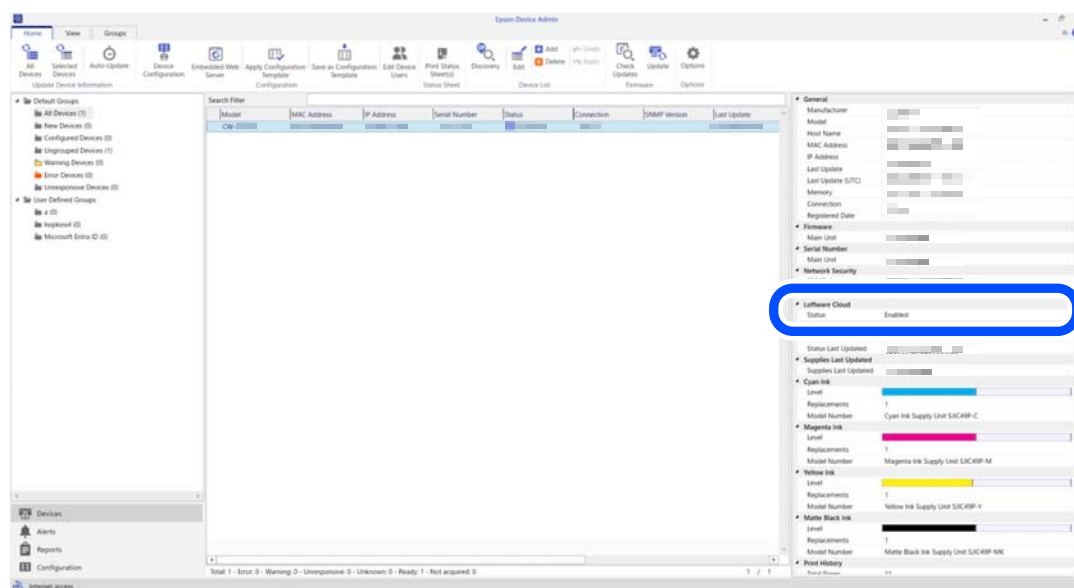 Epson Device Admin
Home View Groups
All Devices
Selected Devices
Auto-Update
Device Configuration
Embedded Web Server
Apply Configuration Template
Save as Configuration Template
Edit Device Users
Print Status Sheet(s)
Discovery
Edit
Add
Delete
Undo
Redo
Check Updates
Update
Options
Update Device Information Configuration Status Sheet Device List Firmware Options
Default Groups
All Devices (1)
New Devices (0)
Configured Devices (0)
Ungrouped Devices (1)
Warning Devices (0)
Error Devices (0)
Unresponsive Devices (0)
User Defined Groups
a (0)
hopkins4 (0)
Microsoft Entra ID (0)
Devices
Alerts
Reports
Configuration
Internet access
Search Filter
Model MAC Address IP Address Serial Number Status Connection SNMP Version Last Update
CW-
Total: 1 - Error: 0 - Warning: 0 - Unresponsive: 0 - Unknown: 0 - Ready: 1 - Not acquired: 0
1 / 1
General
Manufacturer
Model
Host Name
MAC Address
IP Address
Last Update
Last Update (UTC)
Memory
Connection
Registered Date
Firmware
Main Unit
Serial Number
Main Unit
Network Security
Loftware Cloud
Status Enabled
Status Last Updated
Supplies Last Updated
Supplies Last Updated
Cyan Ink
Level
Replacements 1
Model Number Cyan Ink Supply Unit SJIC49P-C
Magenta Ink
Level
Replacements 1
Model Number Magenta Ink Supply Unit SJIC49P-M
Yellow Ink
Level
Replacements 1
Model Number Yellow Ink Supply Unit SJIC49P-Y
Matte Black Ink
Level
Replacements 1
Model Number Matte Black Ink Supply Unit SJIC49P-MK
Print History